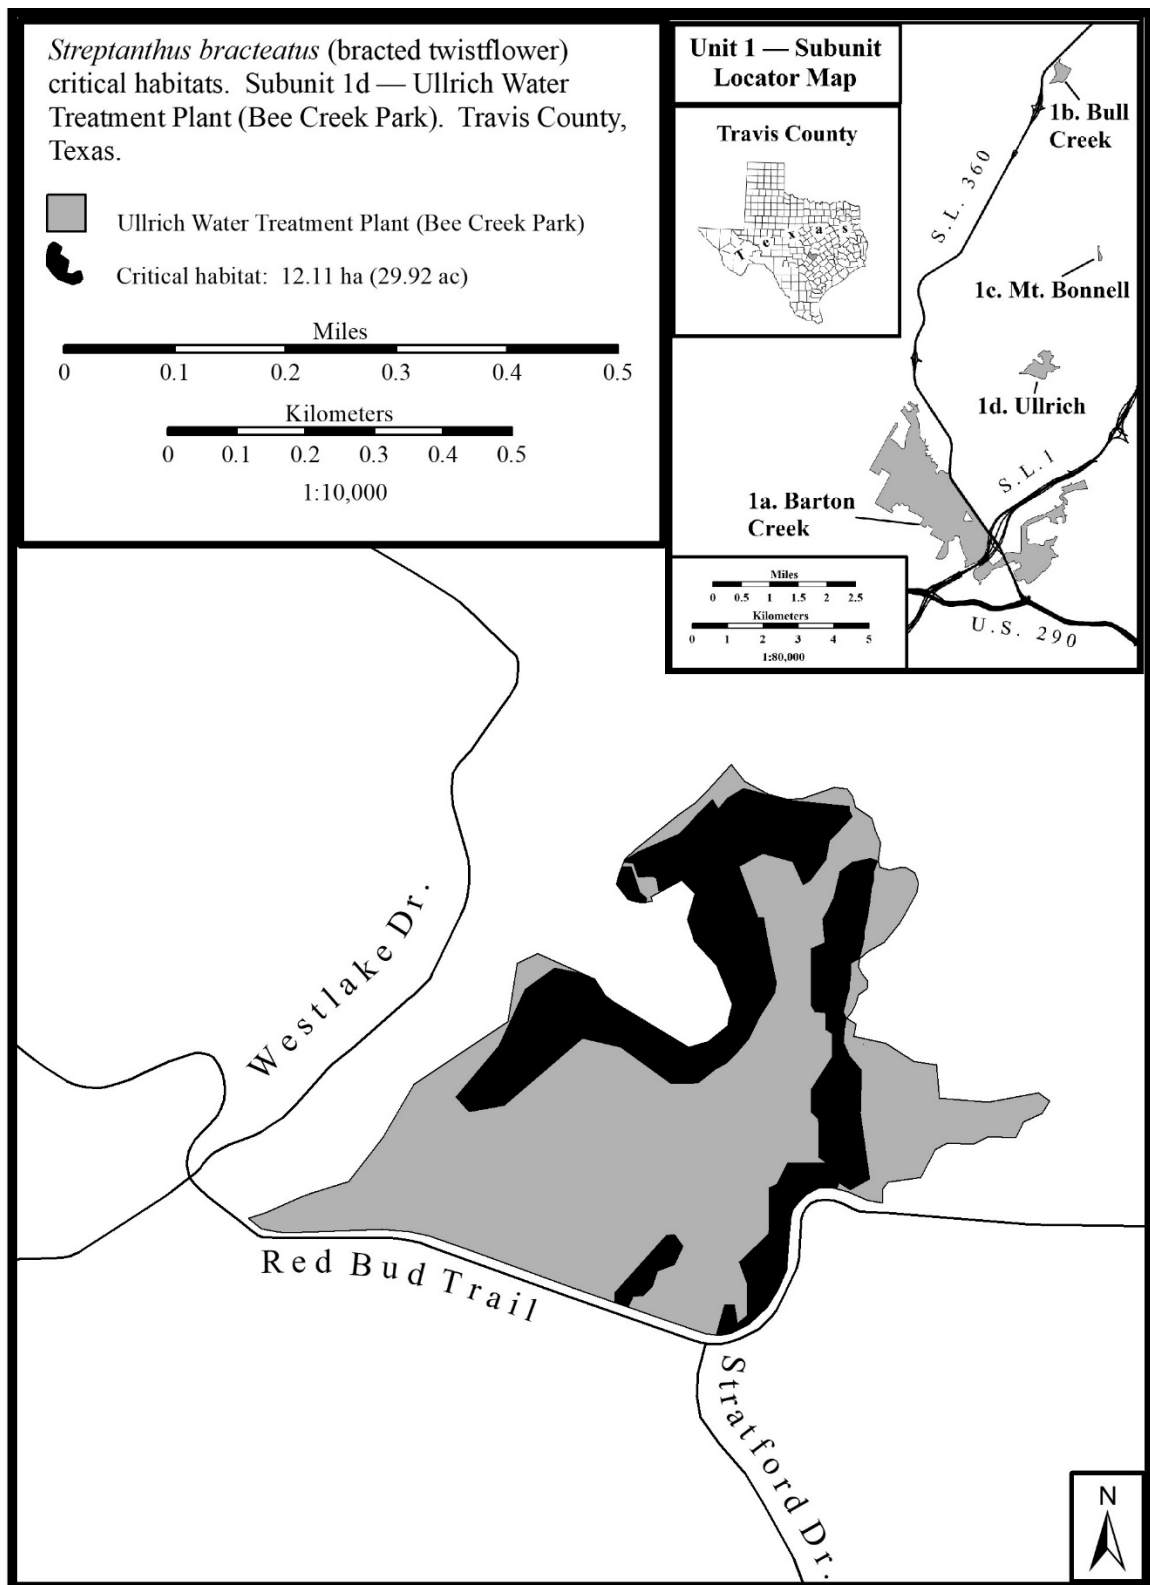 Streptanthus bracteatus (bracted twistflower)
critical habitats.  Subunit 1d — Ullrich Water
Treatment Plant (Bee Creek Park).  Travis County,
Texas.
Ullrich Water Treatment Plant (Bee Creek Park)
Critical habitat:  12.11 ha (29.92 ac)
Miles
0 0.1 0.2 0.3 0.4 0.5
Kilometers
0 0.1 0.2 0.3 0.4 0.5
1:10,000
Unit 1 — Subunit
Locator Map
Travis County
T e x a s
1b. Bull
Creek
S.L. 360
1c. Mt. Bonnell
1d. Ullrich
S.L.1
1a. Barton
Creek
U.S. 290
Miles
0 0.5 1 1.5 2 2.5
Kilometers
0 1 2 3 4 5
1:80,000
Westlake Dr.
Red Bud Trail
Stratford Dr.
N